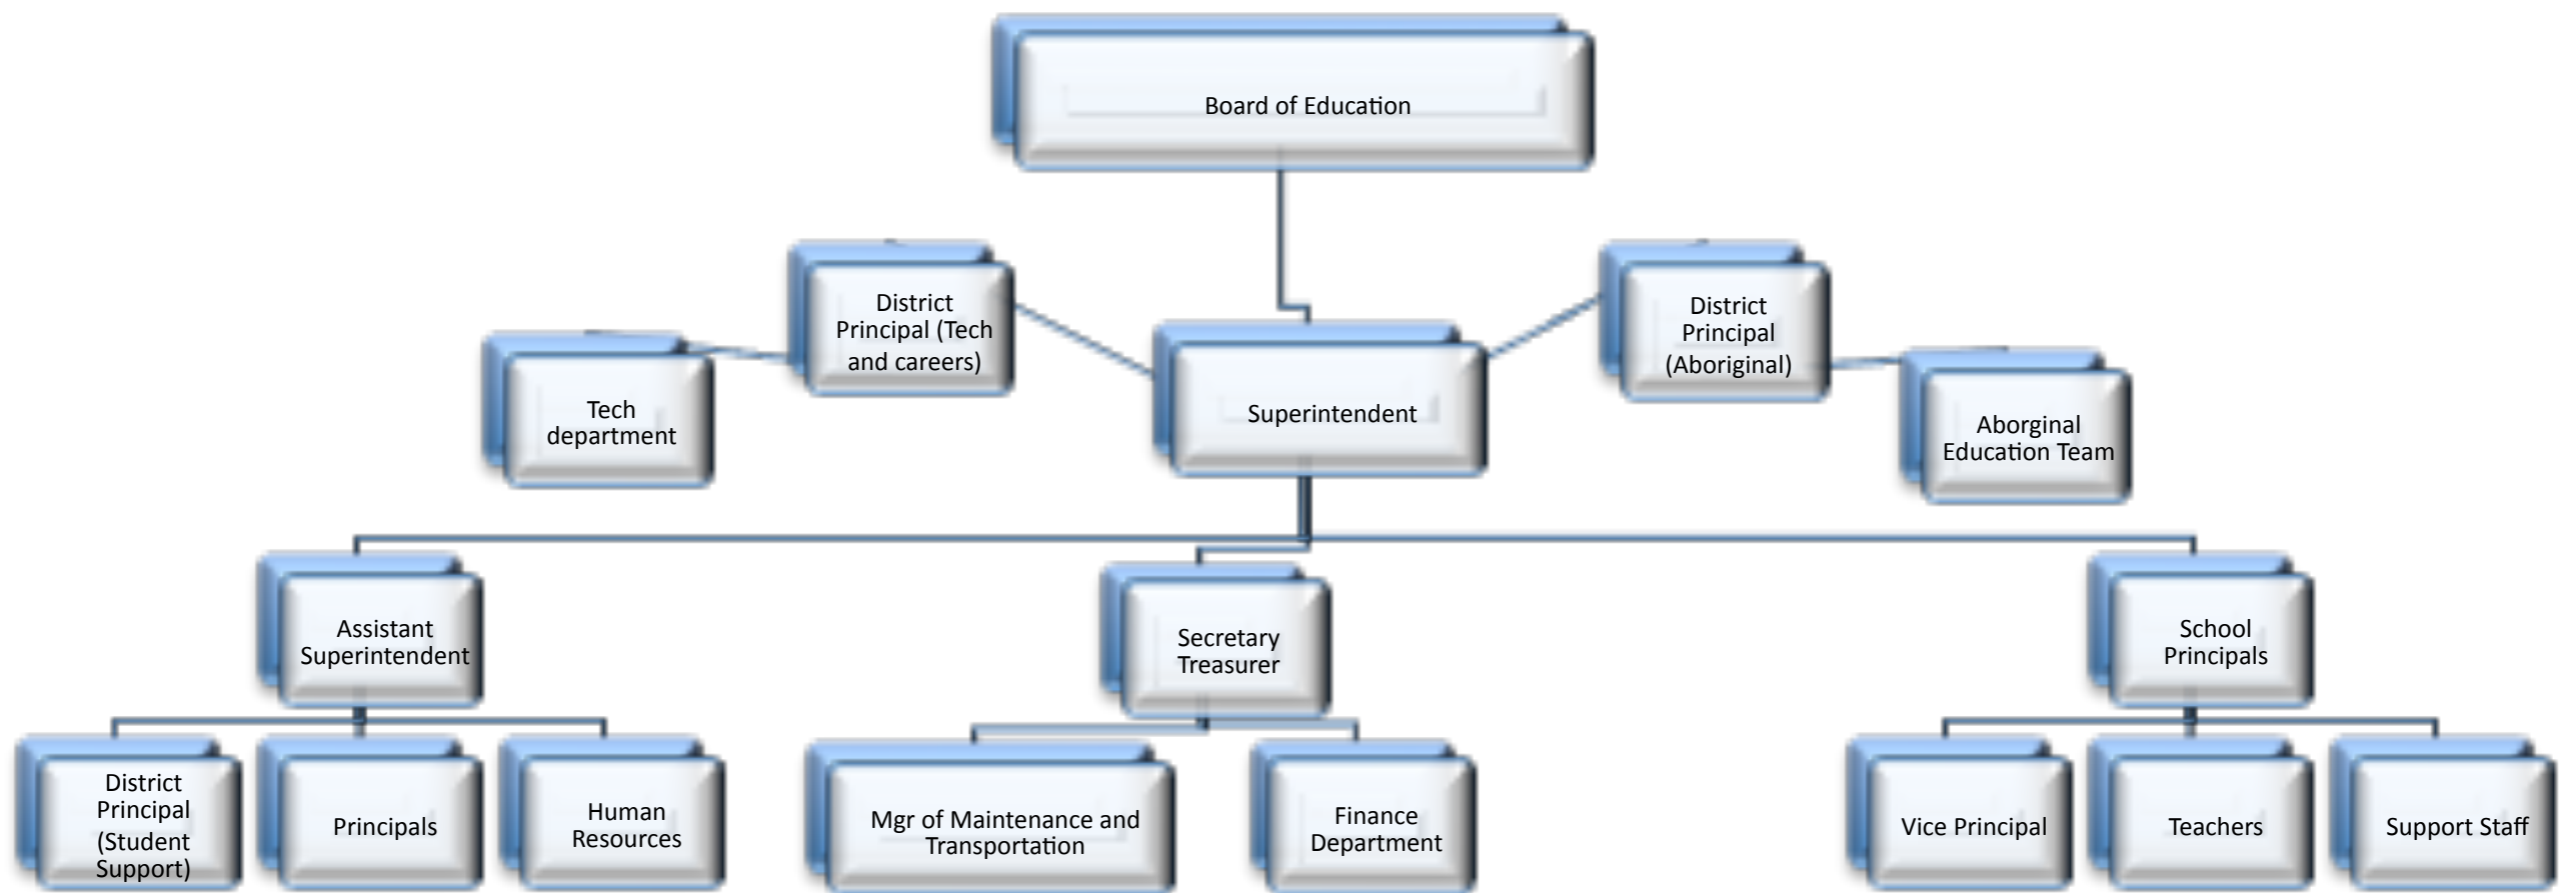 Board of Education
District
Principal (Tech
and careers)
District
Principal
(Aboriginal)
Tech
department
Superintendent
Aborginal
Education Team
Assistant
Superintendent
Secretary
Treasurer
School
Principals
District
Principal
(Student
Support)
Principals
Human
Resources
Mgr of Maintenance and
Transportation
Finance
Department
Vice Principal
Teachers
Support Staff